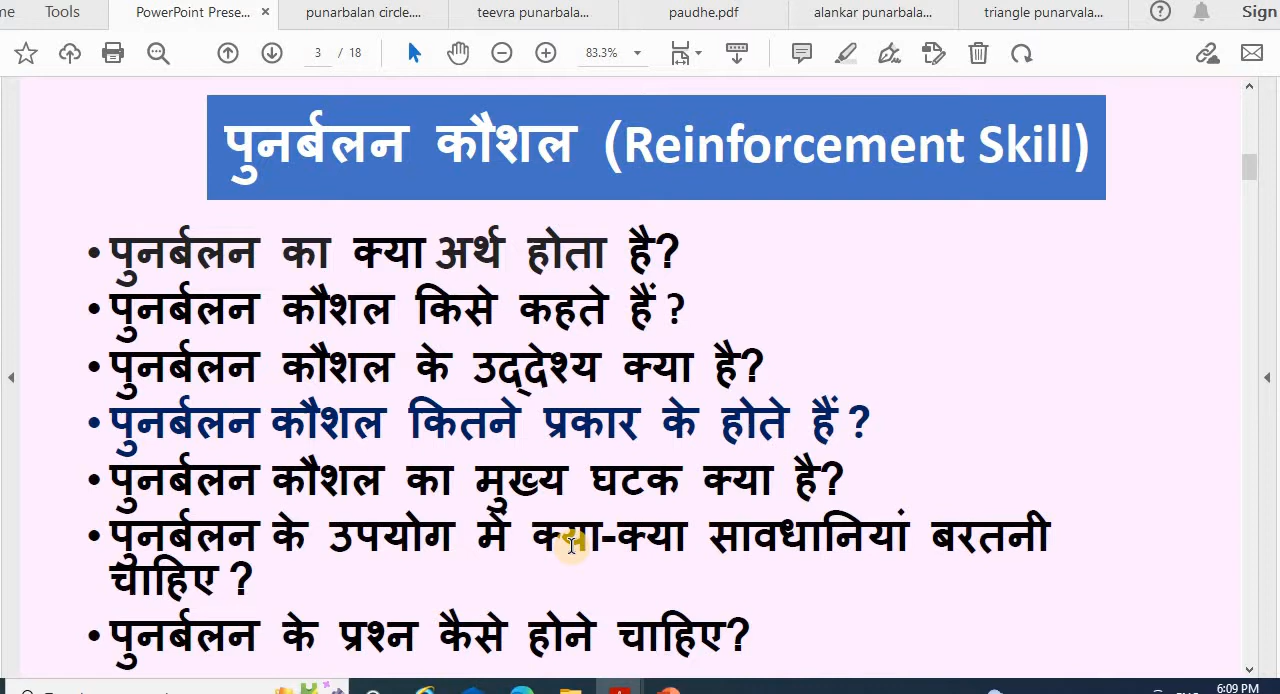 me Tools PowerPoint Prese... × punarbalan circle.... teevra punarbala... paudhe.pdf alankar punarbala... triangle punarvala... Sign
3 / 18 83.3%
पुनर्बलन कौशल (Reinforcement Skill)
• पुनर्बलन का क्या अर्थ होता है?
• पुनर्बलन कौशल किसे कहते हैं ?
• पुनर्बलन कौशल के उद्देश्य क्या है?
• पुनर्बलन कौशल कितने प्रकार के होते हैं ?
• पुनर्बलन कौशल का मुख्य घटक क्या है?
• पुनर्बलन के उपयोग में क्या-क्या सावधानियां बरतनी
चाहिए ?
• पुनर्बलन के प्रश्न कैसे होने चाहिए?
6:09 PM